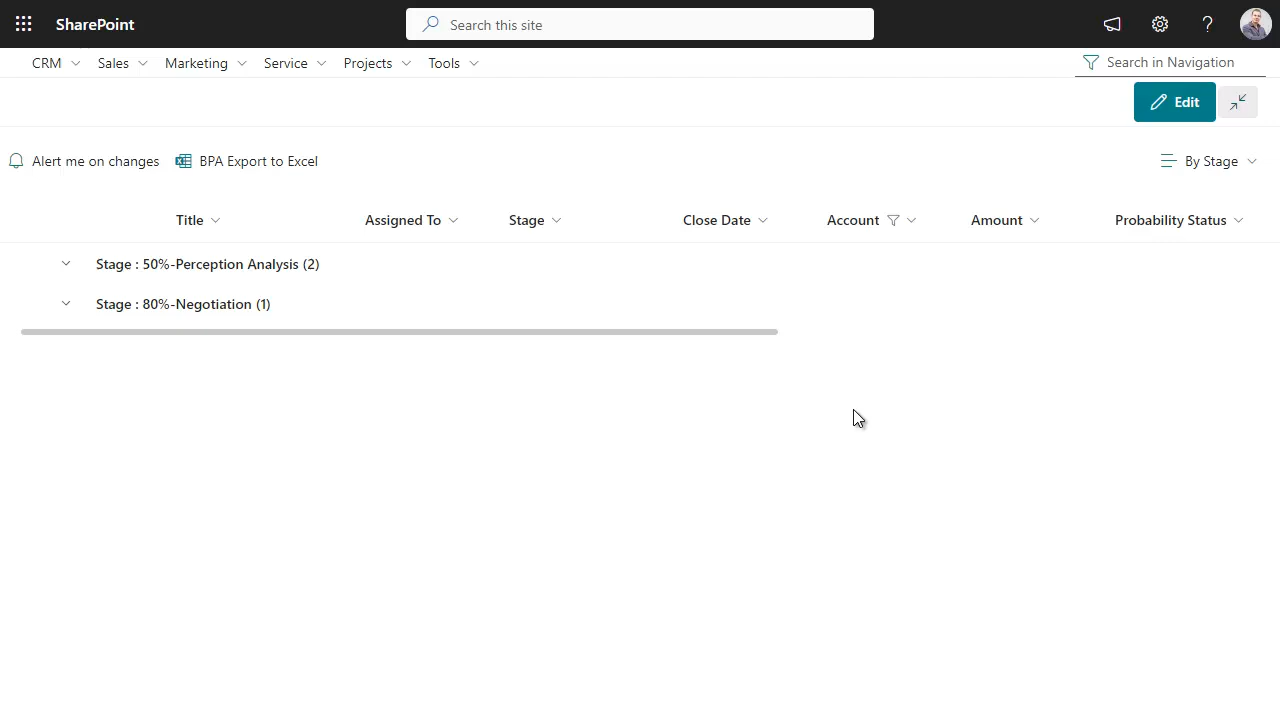 SharePoint
Search this site
CRM Sales Marketing Service Projects Tools
Search in Navigation
Edit
Alert me on changes BPA Export to Excel
By Stage
Title Assigned To Stage Close Date Account Amount Probability Status
Stage : 50%-Perception Analysis (2)
Stage : 80%-Negotiation (1)